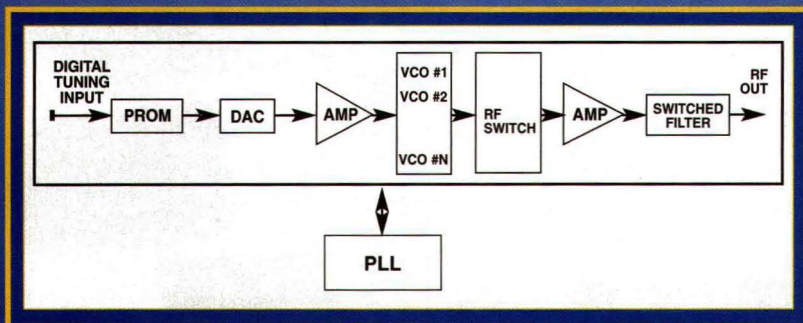 DIGITAL
TUNING
INPUT
PROM
DAC
AMP
VCO #1
VCO #2
VCO #N
RF
SWITCH
AMP
SWITCHED
FILTER
RF
OUT
PLL